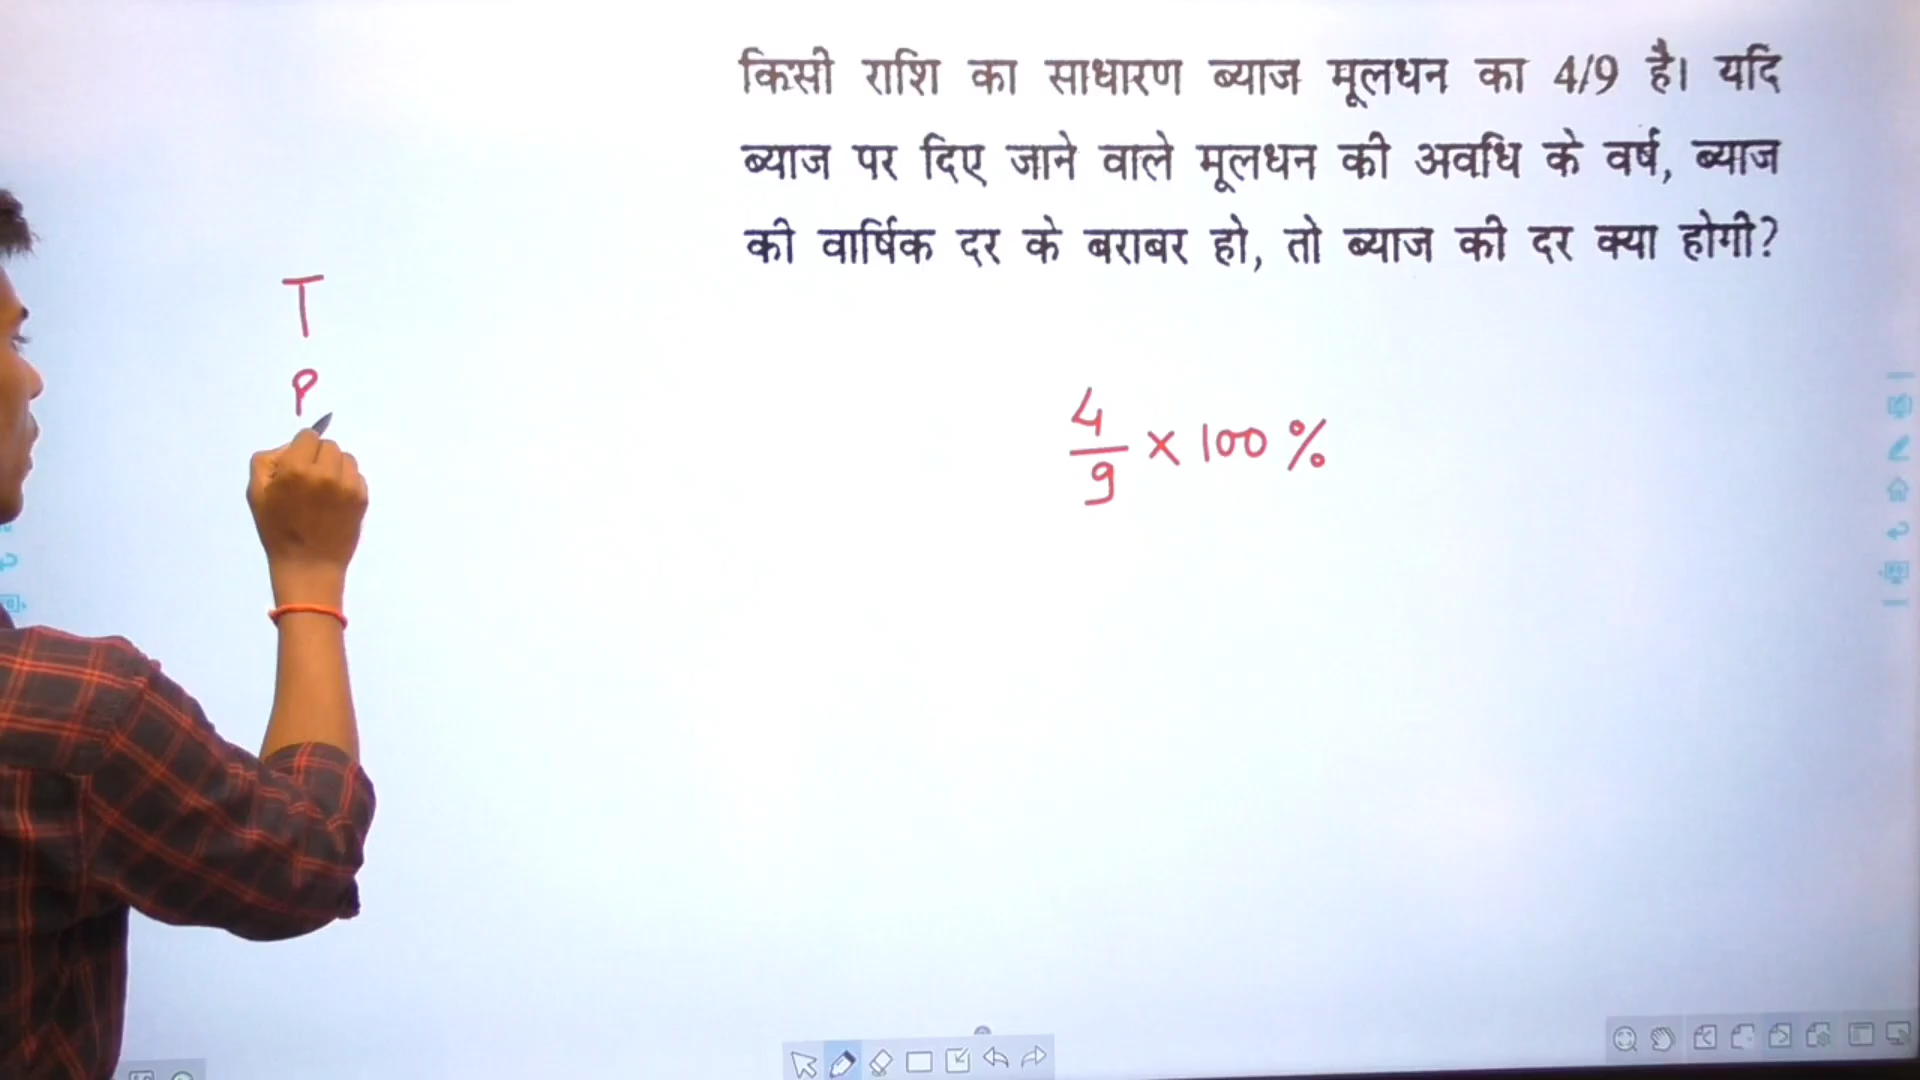 किसी राशि का साधारण ब्याज मूलधन का 4/9 है। यदि
ब्याज पर दिए जाने वाले मूलधन की अवधि के वर्ष, ब्याज
की वार्षिक दर के बराबर हो, तो ब्याज की दर क्या होगी?
T
P
4/9 × 100 %